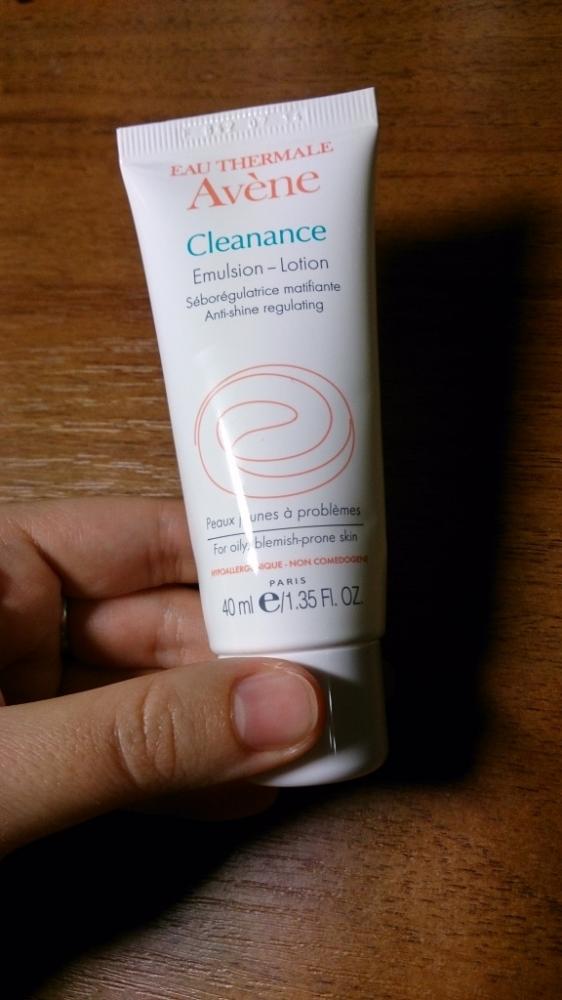 EAU THERMALE
Avène
Cleanance
Emulsion – Lotion
Séborégulatrice matifiante
Anti-shine regulating
Peaux jeunes à problèmes
For oily, blemish-prone skin
HYPOALLERGÉNIQUE - NON COMEDOGENE
PARIS
40 ml e/1.35 Fl. OZ.